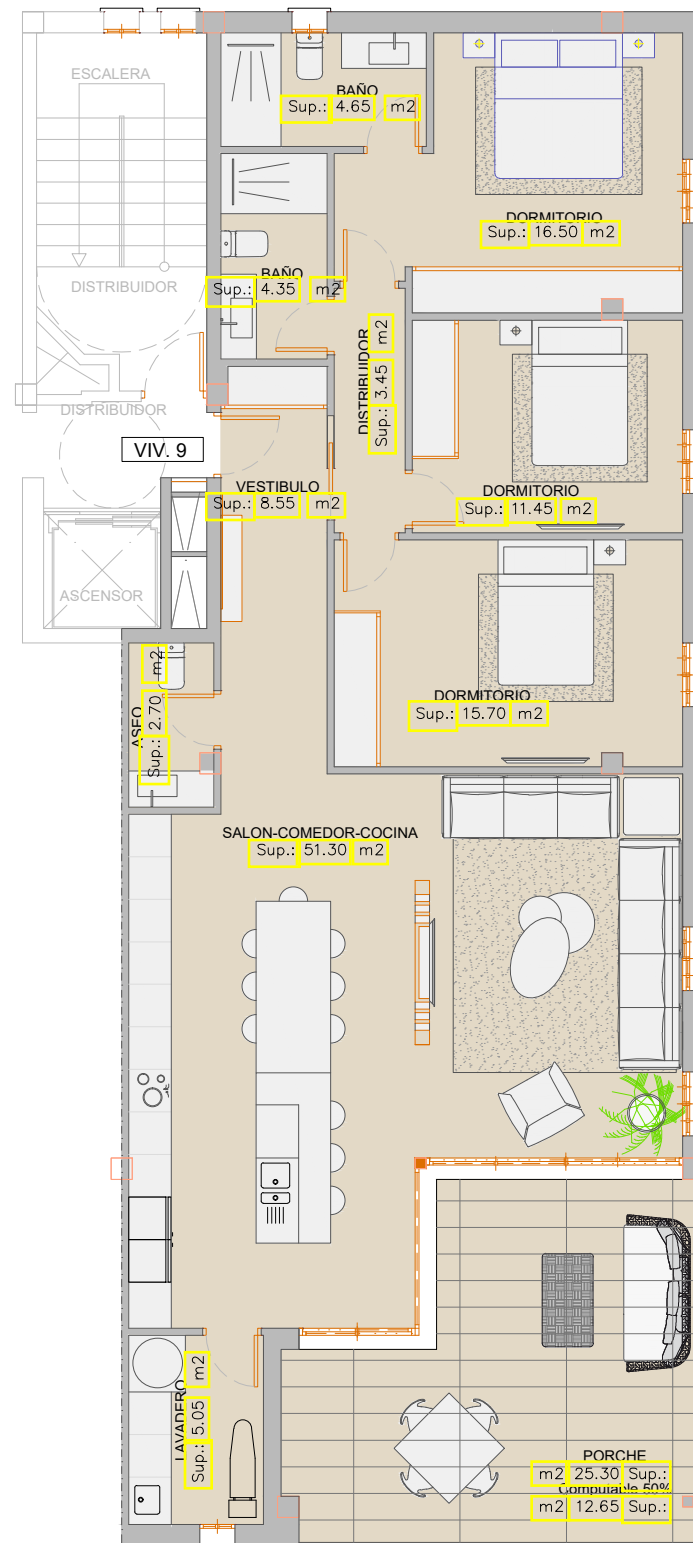 ESCALERA
BAÑO
Sup.: 4.65 m2
DORMITORIO
Sup.: 16.50 m2
BAÑO
Sup.: 4.35 m2
DISTRIBUIDOR
DISTRIBUIDOR
Sup.: 3.45 m2
DISTRIBUIDOR
VIV. 9
VESTIBULO
Sup.: 8.55 m2
DORMITORIO
Sup.: 11.45 m2
ASCENSOR
ASEO
Sup.: 2.70 m2
DORMITORIO
Sup.: 15.70 m2
SALON-COMEDOR-COCINA
Sup.: 51.30 m2
LAVADERO
Sup.: 5.05 m2
PORCHE
m2 25.30 Sup.:
Computable 50%
m2 12.65 Sup.: